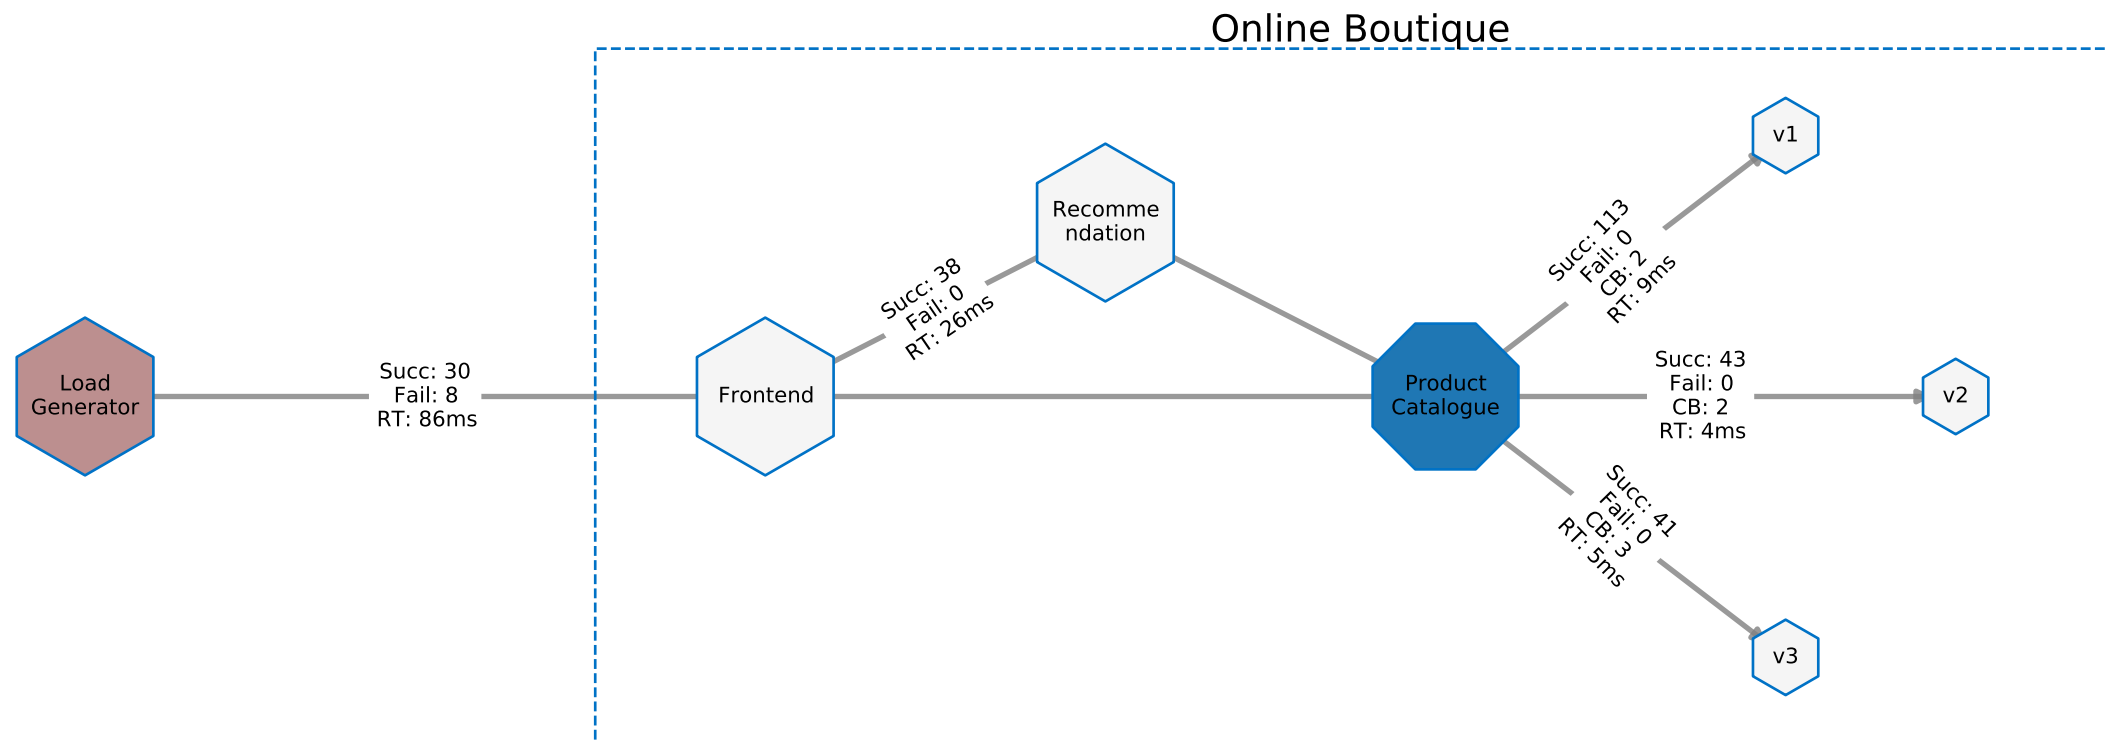 Online Boutique
Load
Generator
Succ: 30
Fail: 8
RT: 86ms
Frontend
Succ: 38
Fail: 0
RT: 26ms
Recomme
ndation
Product
Catalogue
Succ: 113
Fail: 0
CB: 2
RT: 9ms
v1
Succ: 43
Fail: 0
CB: 2
RT: 4ms
v2
Succ: 41
Fail: 0
CB: 3
RT: 5ms
v3